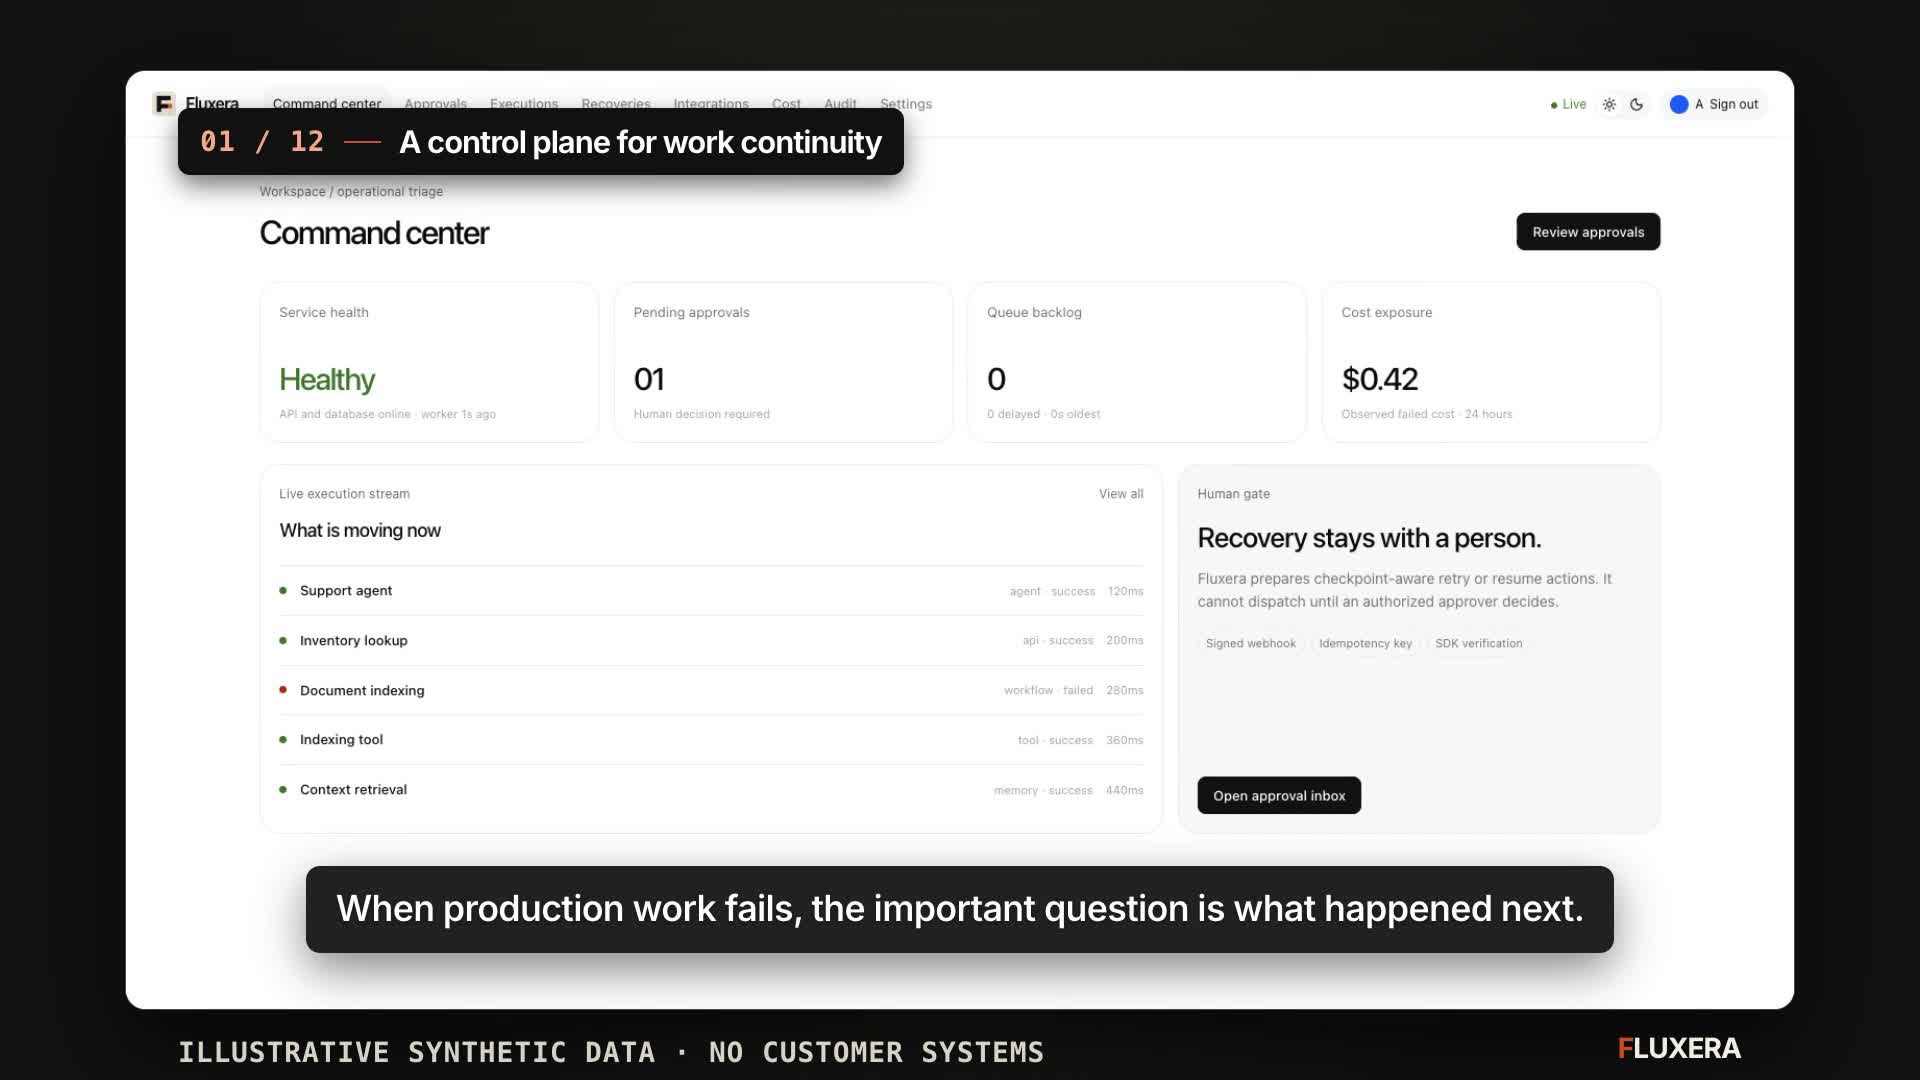 Fluxera Command center Approvals Executions Recoveries Integrations Cost Audit Settings Live A Sign out
01 / 12 — A control plane for work continuity
Workspace / operational triage
Command center
Review approvals
Service health
Healthy
API and database online · worker 1s ago
Pending approvals
01
Human decision required
Queue backlog
0
0 delayed · 0s oldest
Cost exposure
$0.42
Observed failed cost · 24 hours
Live execution stream View all
What is moving now
Support agent agent · success 120ms
Inventory lookup api · success 200ms
Document indexing workflow · failed 280ms
Indexing tool tool · success 360ms
Context retrieval memory · success 440ms
Human gate
Recovery stays with a person.
Fluxera prepares checkpoint-aware retry or resume actions. It
cannot dispatch until an authorized approver decides.
Signed webhook Idempotency key SDK verification
Open approval inbox
When production work fails, the important question is what happened next.
ILLUSTRATIVE SYNTHETIC DATA · NO CUSTOMER SYSTEMS
FLUXERA